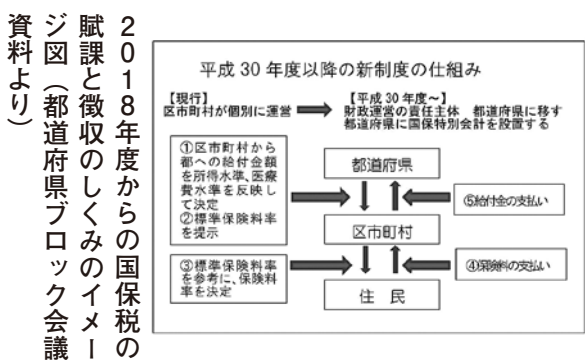 2018年度からの国保税の
賦課と徴収のしくみのイメー
ジ図（都道府県ブロック会議
資料より）
平成30年度以降の新制度の仕組み
【現行】
区市町村が個別に運営
【平成30年度～】
財政運営の責任主体　都道府県に移す
都道府県に国保特別会計を設置する
①区市町村から
都への給付金額
を所得水準、医療
費水準を反映し
て決定
②標準保険料率
を提示
都道府県
⑤給付金の支払い
区市町村
③標準保険料率
を参考に、保険料
率を決定
④保険料の支払い
住民